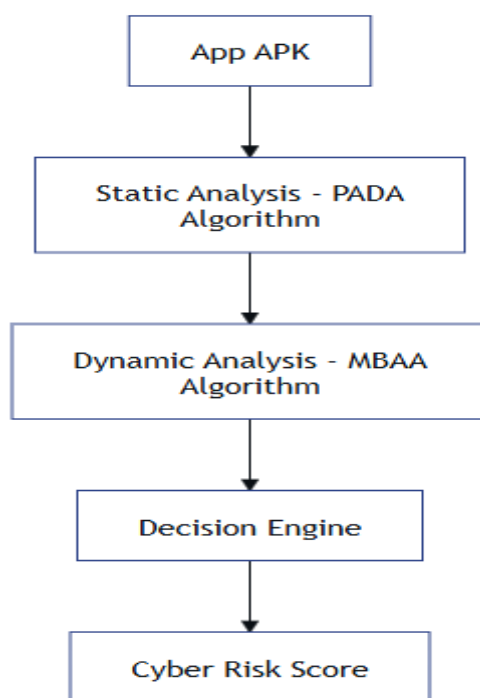 App APK
Static Analysis - PADA
Algorithm
Dynamic Analysis - MBAA
Algorithm
Decision Engine
Cyber Risk Score